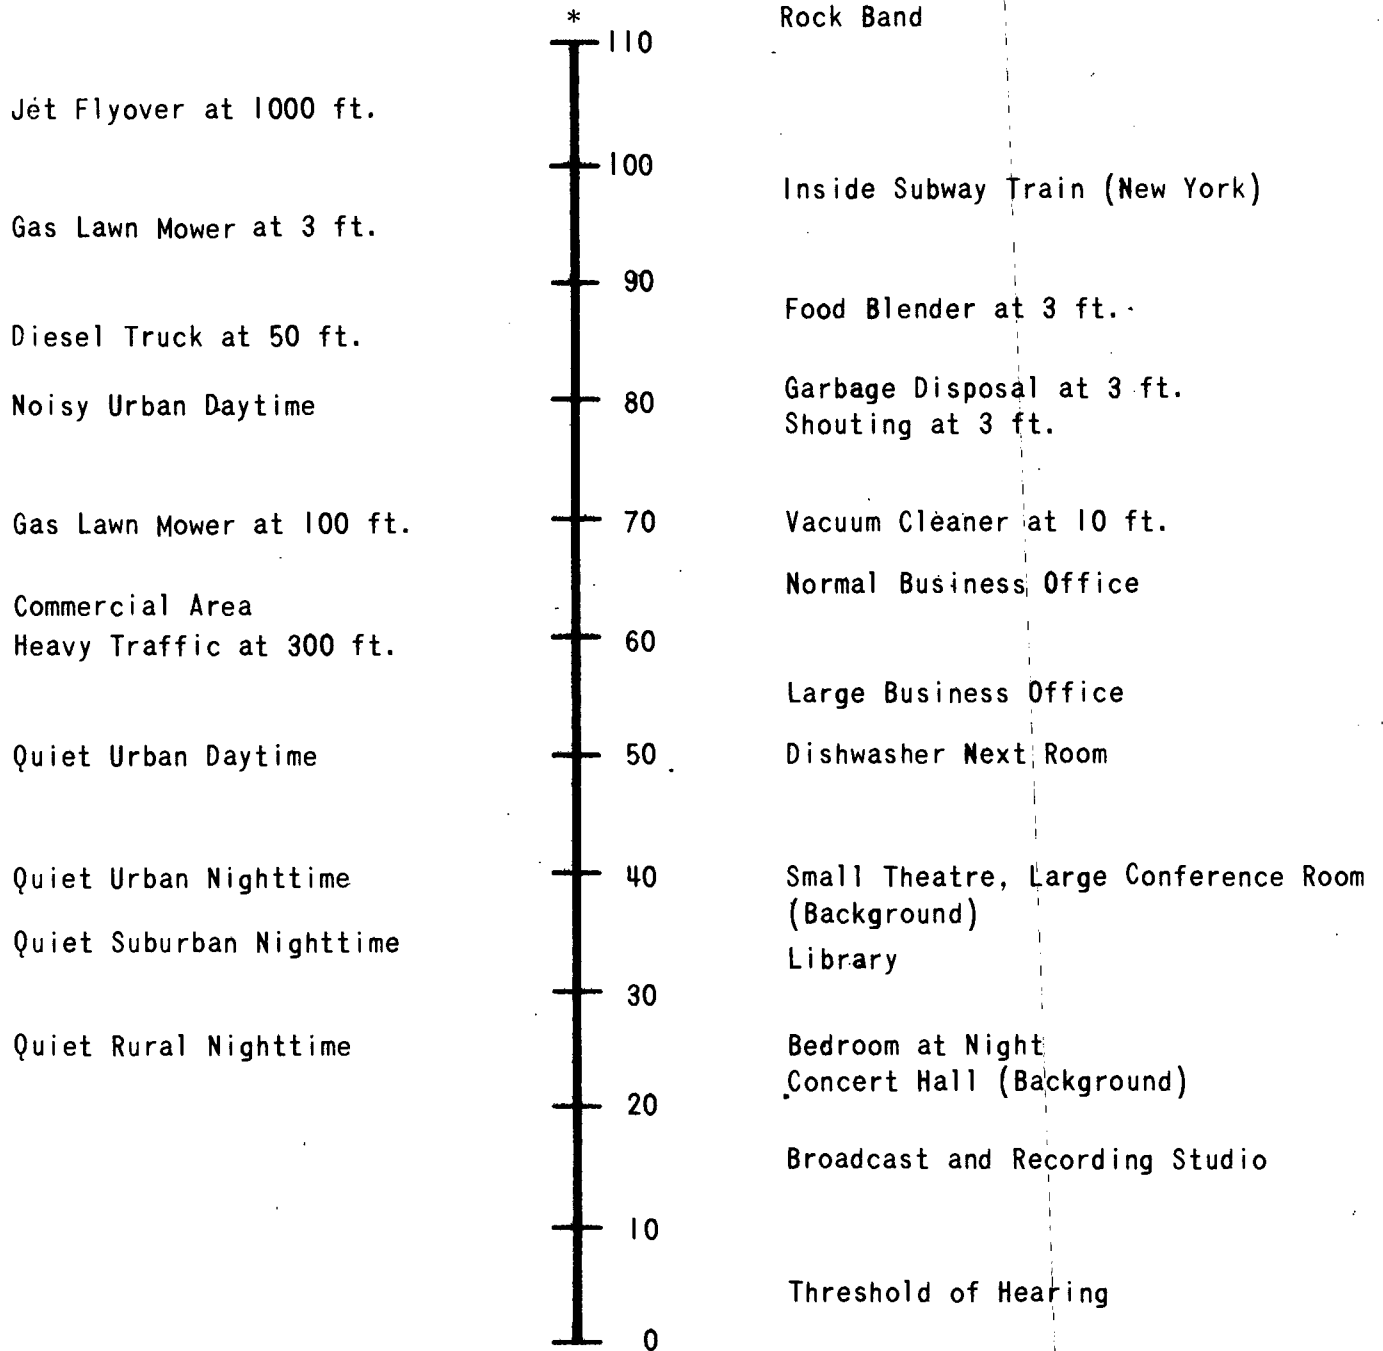 *
Rock Band
110
Jet Flyover at 1000 ft.
100
Inside Subway Train (New York)
Gas Lawn Mower at 3 ft.
90
Food Blender at 3 ft.
Diesel Truck at 50 ft.
Garbage Disposal at 3 ft.
Noisy Urban Daytime
80
Shouting at 3 ft.
Gas Lawn Mower at 100 ft.
70
Vacuum Cleaner at 10 ft.
Normal Business Office
Commercial Area
Heavy Traffic at 300 ft.
60
Large Business Office
Quiet Urban Daytime
50
Dishwasher Next Room
Quiet Urban Nighttime
40
Small Theatre, Large Conference Room
(Background)
Quiet Suburban Nighttime
Library
30
Quiet Rural Nighttime
Bedroom at Night
Concert Hall (Background)
20
Broadcast and Recording Studio
10
Threshold of Hearing
0